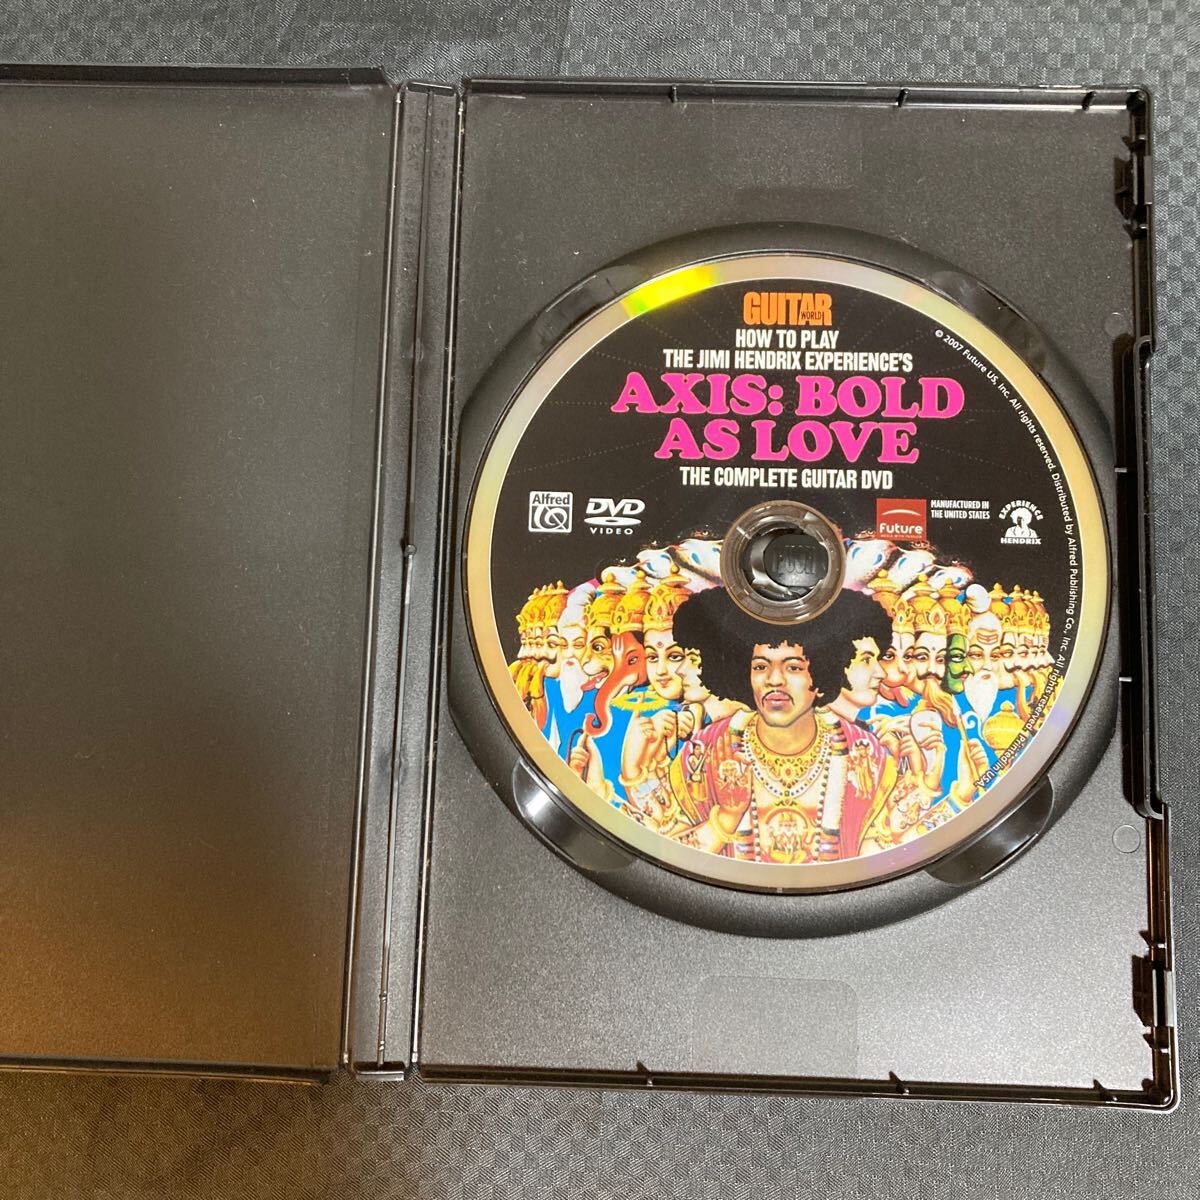 GUITAR
WORLD
HOW TO PLAY
THE JIMI HENDRIX EXPERIENCE'S
AXIS: BOLD
AS LOVE
THE COMPLETE GUITAR DVD
Alfred
DVD
VIDEO
Future
MANUFACTURED IN
THE UNITED STATES
EXPERIENCE
HENDRIX
© 2007 Future US, Inc. All rights reserved. Distributed by Alfred Publishing Co., Inc. All rights reserved. Printed in USA.
PUSH